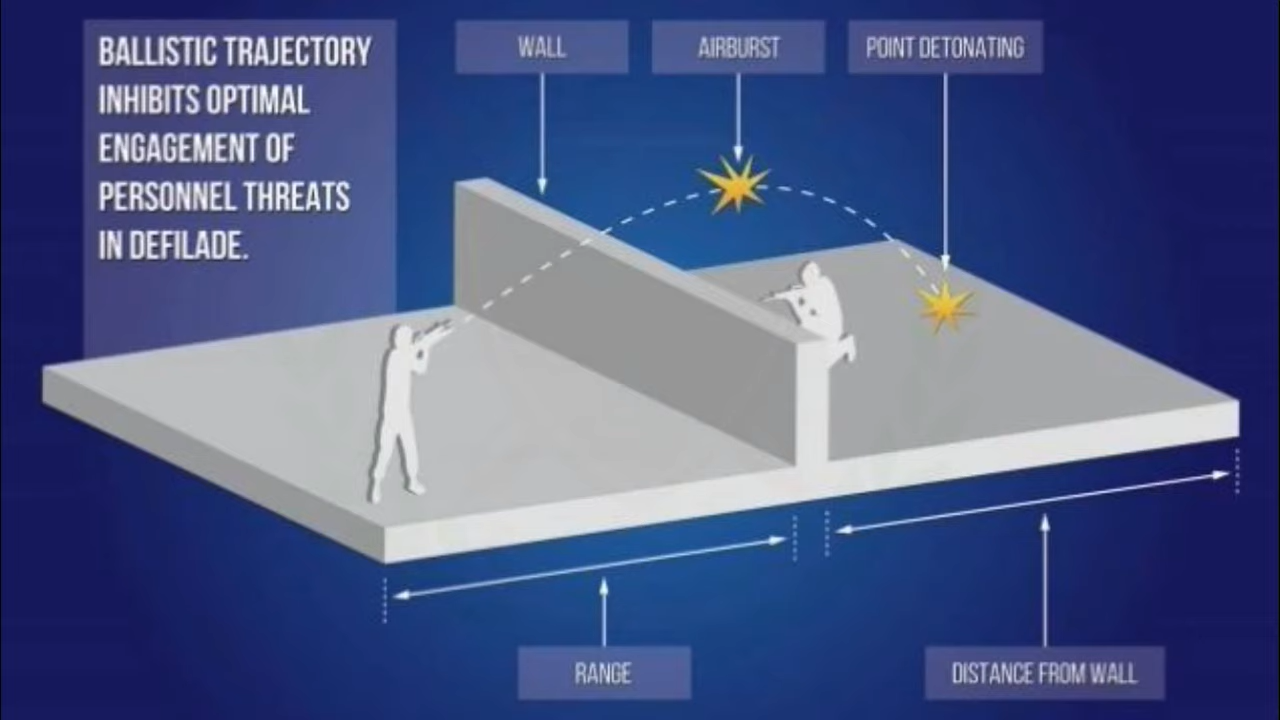 BALLISTIC TRAJECTORY
INHIBITS OPTIMAL
ENGAGEMENT OF
PERSONNEL THREATS
IN DEFILADE.
WALL
AIRBURST
POINT DETONATING
RANGE
DISTANCE FROM WALL